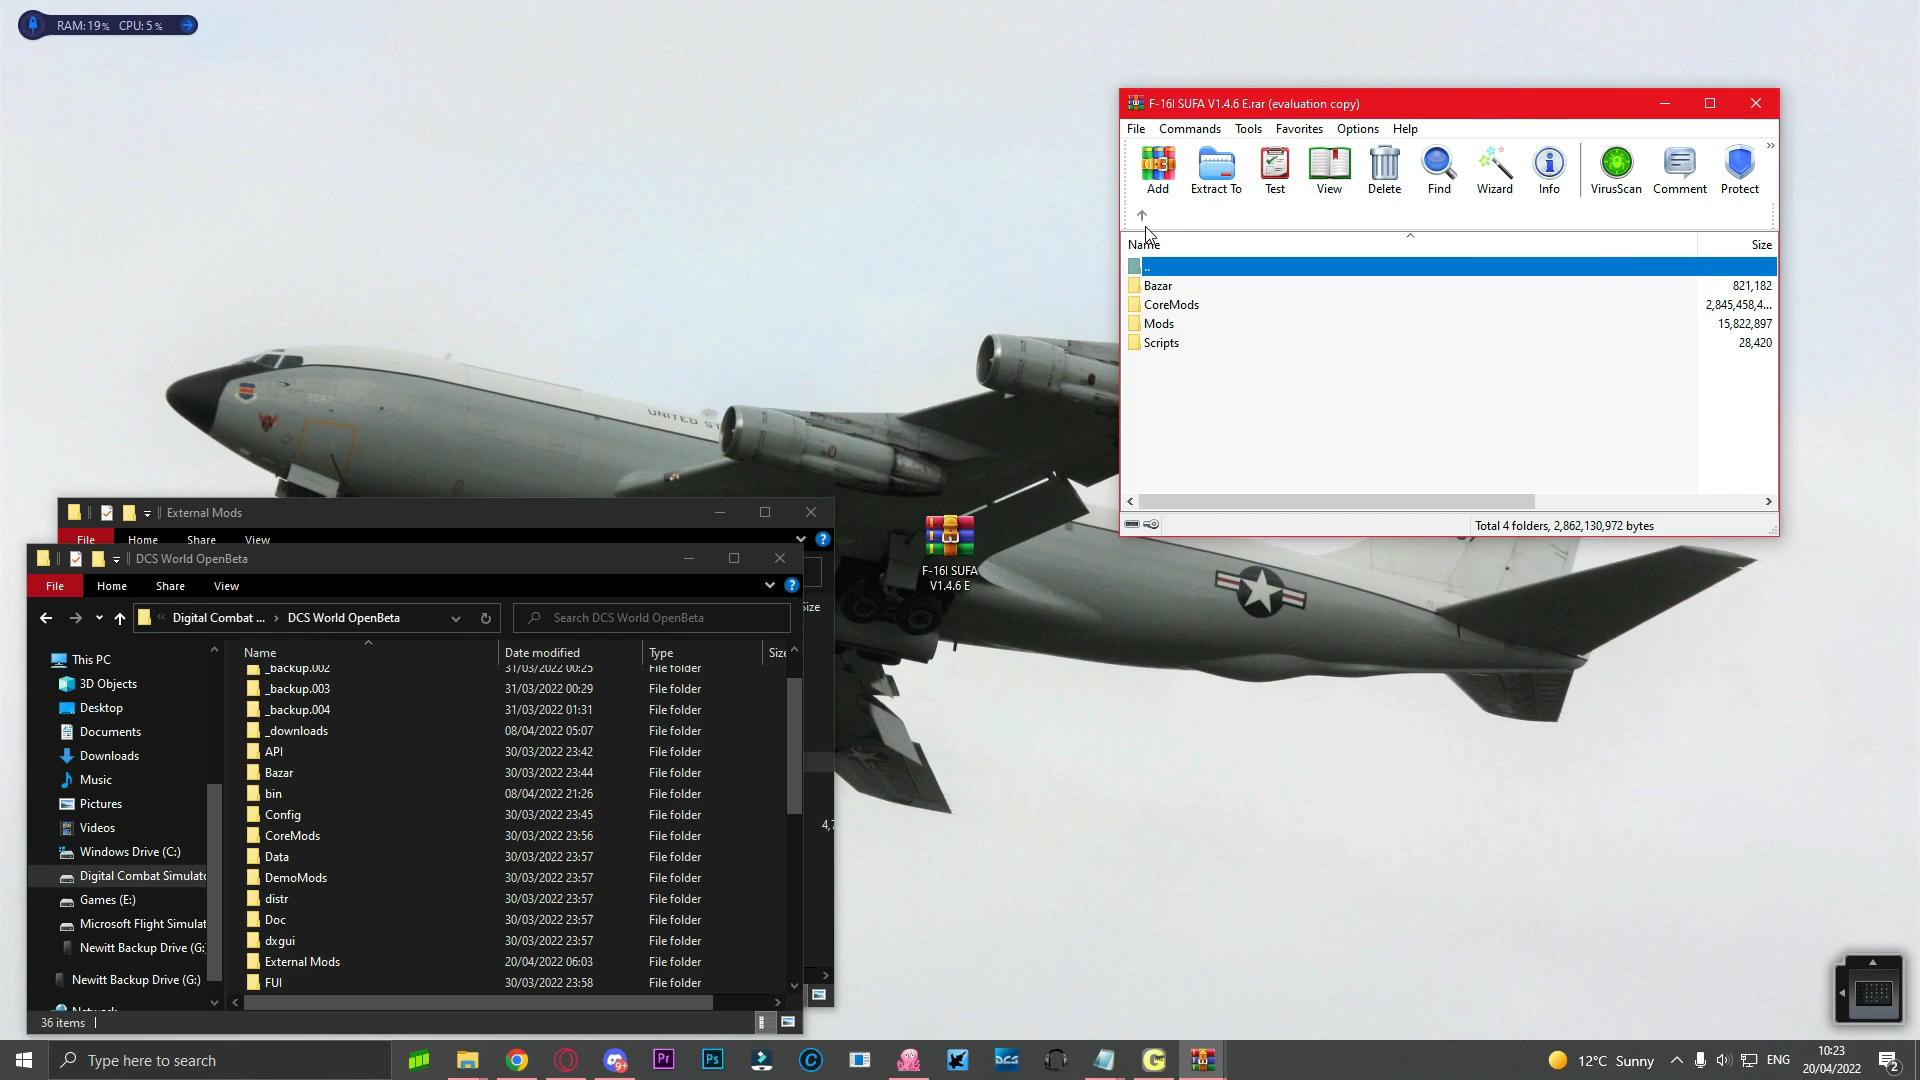 RAM: 19% CPU: 5%
UNITED ST
F-16I SUFA V1.4.6 E.rar (evaluation copy)
File Commands Tools Favorites Options Help
Add Extract To Test View Delete Find Wizard Info VirusScan Comment Protect
Name Size
..
Bazar 821,182
CoreMods 2,845,458,4...
Mods 15,822,897
Scripts 28,420
Total 4 folders, 2,862,130,972 bytes
F-16I SUFA
V1.4.6 E
External Mods
File Home Share View
Size
4,7
DCS World OpenBeta
File Home Share View
Digital Combat ... › DCS World OpenBeta
Search DCS World OpenBeta
This PC
3D Objects
Desktop
Documents
Downloads
Music
Pictures
Videos
Windows Drive (C:)
Digital Combat Simulato
Games (E:)
Microsoft Flight Simulat
Newitt Backup Drive (G:
Newitt Backup Drive (G:)
Network
Name Date modified Type Size
_backup.002 31/03/2022 00:25 File folder
_backup.003 31/03/2022 00:29 File folder
_backup.004 31/03/2022 01:31 File folder
_downloads 08/04/2022 05:07 File folder
API 30/03/2022 23:42 File folder
Bazar 30/03/2022 23:44 File folder
bin 08/04/2022 21:26 File folder
Config 30/03/2022 23:45 File folder
CoreMods 30/03/2022 23:56 File folder
Data 30/03/2022 23:57 File folder
DemoMods 30/03/2022 23:57 File folder
distr 30/03/2022 23:57 File folder
Doc 30/03/2022 23:57 File folder
dxgui 30/03/2022 23:57 File folder
External Mods 20/04/2022 06:03 File folder
FUI 30/03/2022 23:58 File folder
36 items
Type here to search
9+
Pr
Ps
DCS
12°C Sunny
ENG
10:23
20/04/2022
2